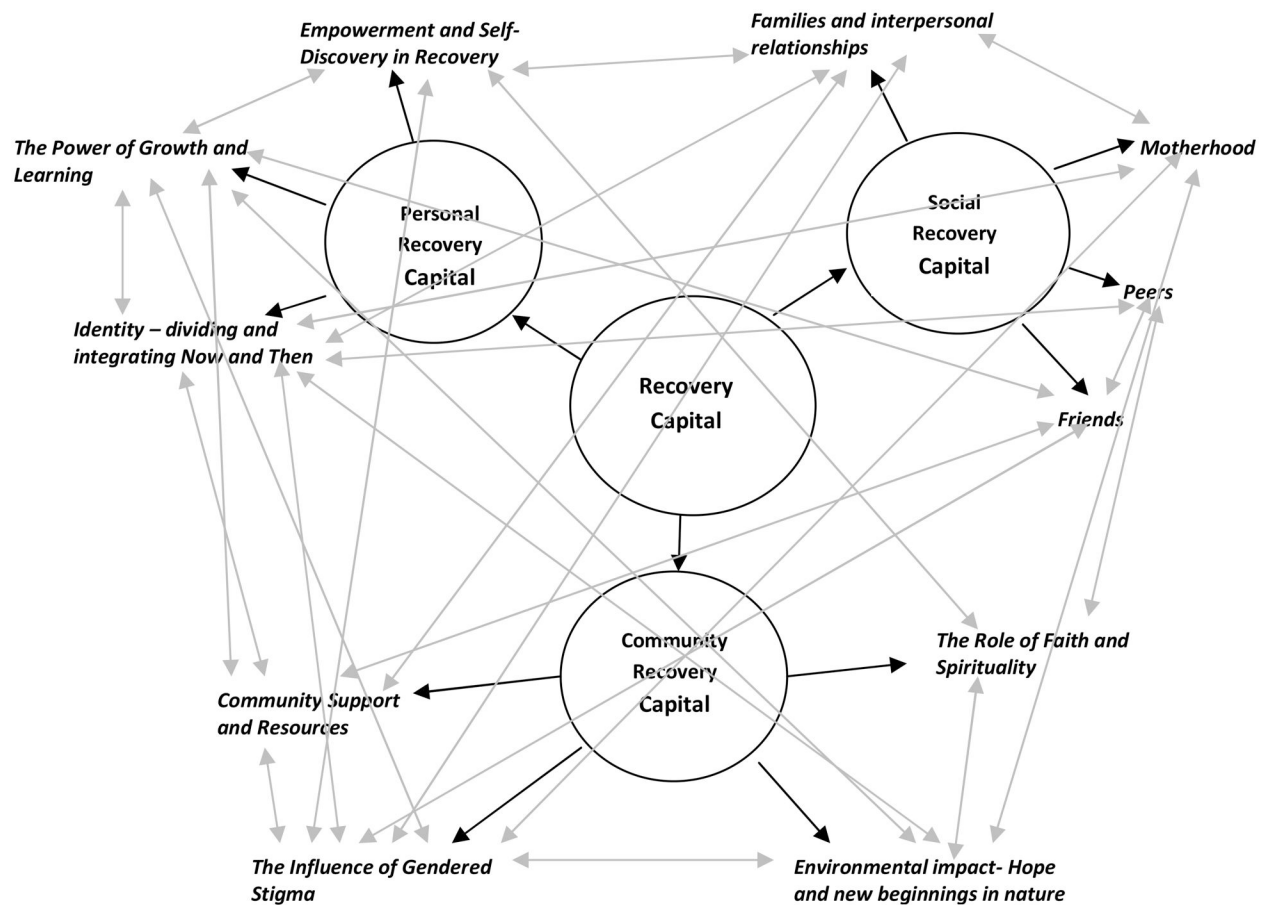 Empowerment and Self-
Discovery in Recovery
Families and interpersonal
relationships
The Power of Growth and
Learning
Motherhood
Personal
Recovery
Capital
Social
Recovery
Capital
Peers
Identity – dividing and
integrating Now and Then
Recovery
Capital
Friends
Community
Recovery
Capital
The Role of Faith and
Spirituality
Community Support
and Resources
The Influence of Gendered
Stigma
Environmental impact- Hope
and new beginnings in nature